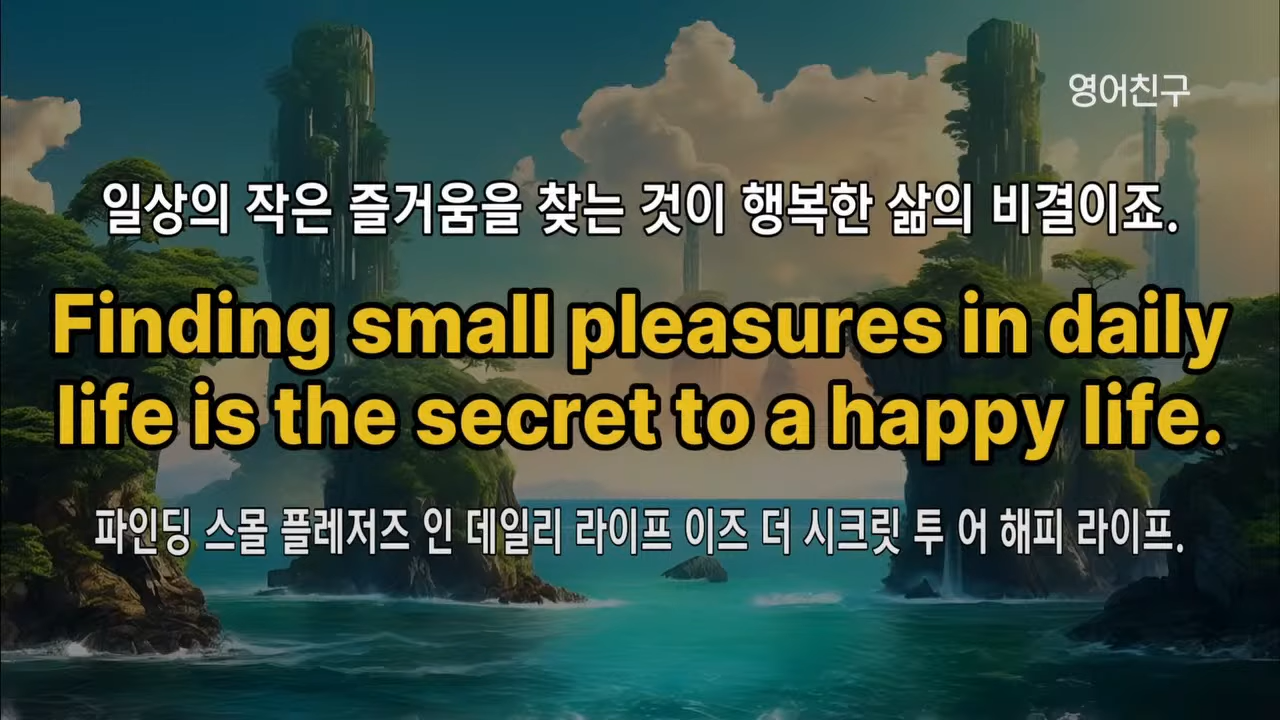 영어친구
일상의 작은 즐거움을 찾는 것이 행복한 삶의 비결이죠.
Finding small pleasures in daily
life is the secret to a happy life.
파인딩 스몰 플레저즈 인 데일리 라이프 이즈 더 시크릿 투 어 해피 라이프.